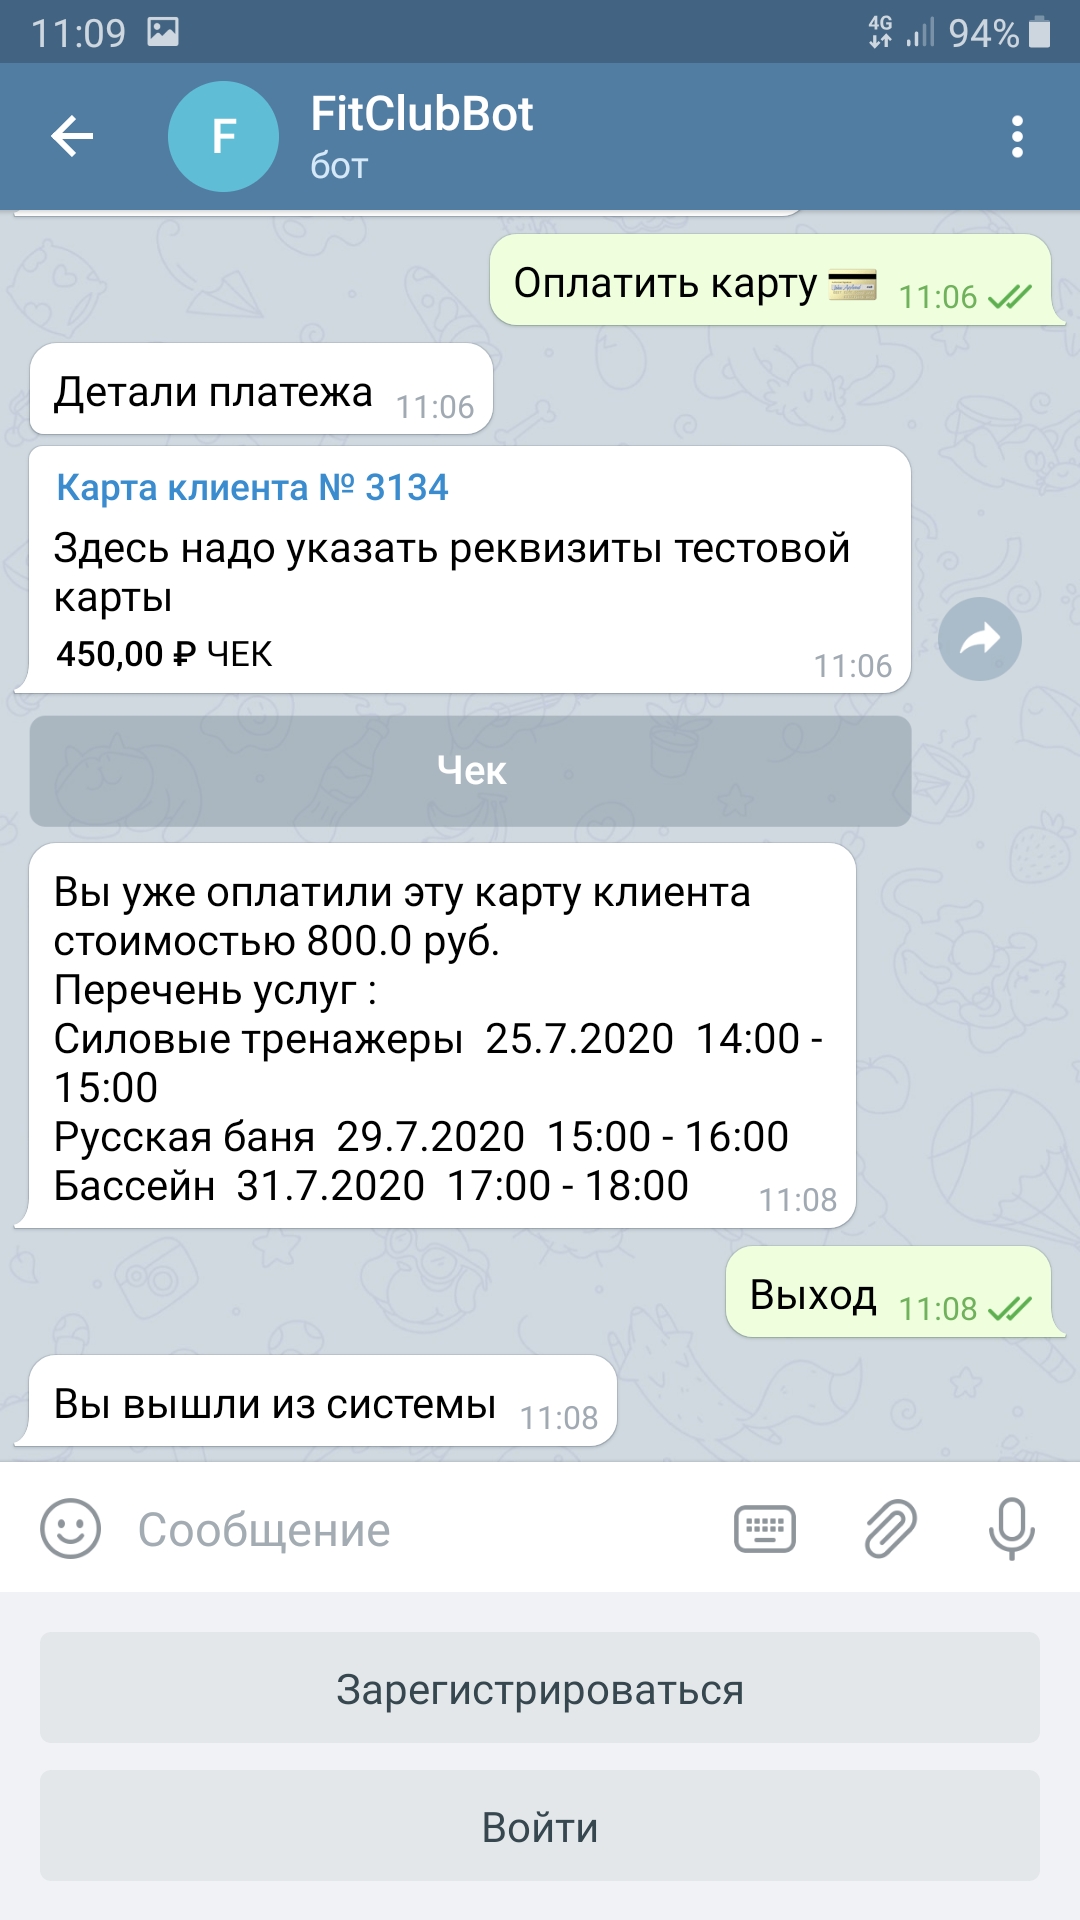 11:09
4G
94%
F
FitClubBot
бот
Оплатить карту
11:06
Детали платежа
11:06
Карта клиента № 3134
Здесь надо указать реквизиты тестовой
карты
450,00 ₽ ЧЕК
11:06
Чек
Вы уже оплатили эту карту клиента
стоимостью 800.0 руб.
Перечень услуг :
Силовые тренажеры 25.7.2020 14:00 -
15:00
Русская баня 29.7.2020 15:00 - 16:00
Бассейн 31.7.2020 17:00 - 18:00
11:08
Выход
11:08
Вы вышли из системы
11:08
Сообщение
Зарегистрироваться
Войти